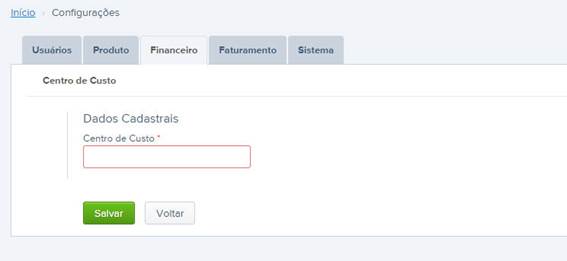 Início › Configurações
Usuários Produto Financeiro Faturamento Sistema
Centro de Custo
Dados Cadastrais
Centro de Custo *
Salvar Voltar